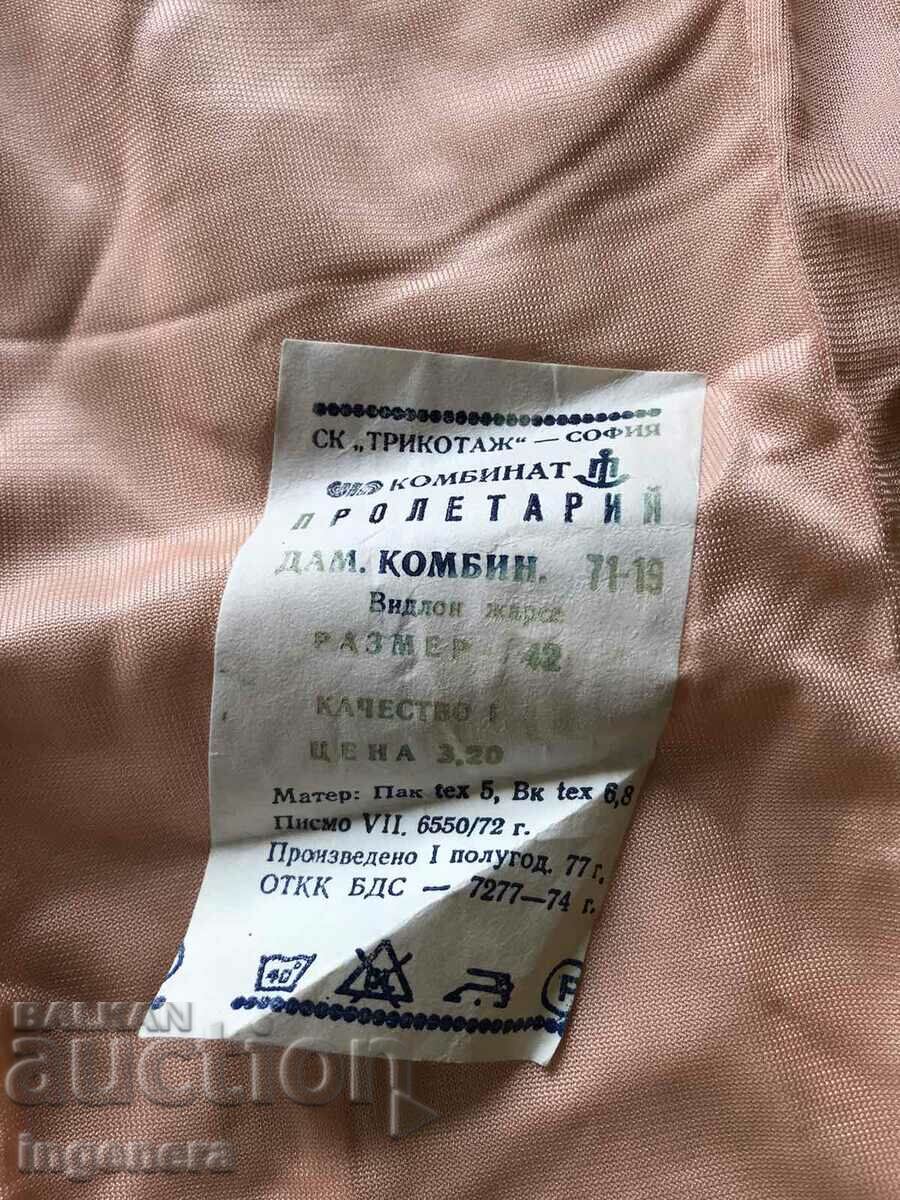 СК „ТРИКОТАЖ“ — СОФИЯ
КОМБИНАТ
ПРОЛЕТАРИЙ
ДАМ. КОМБИН. 71-19
Видлон жарсе
РАЗМЕР 42
КАЧЕСТВО I
ЦЕНА 3,20
Матер: Пак tex 5, Вк tex 6,8
Писмо VII. 6550/72 г.
Произведено I полугод. 77 г.
ОТКК БДС — 7277—74 г.
40°
K
P
BALKAN
auction
ingenera